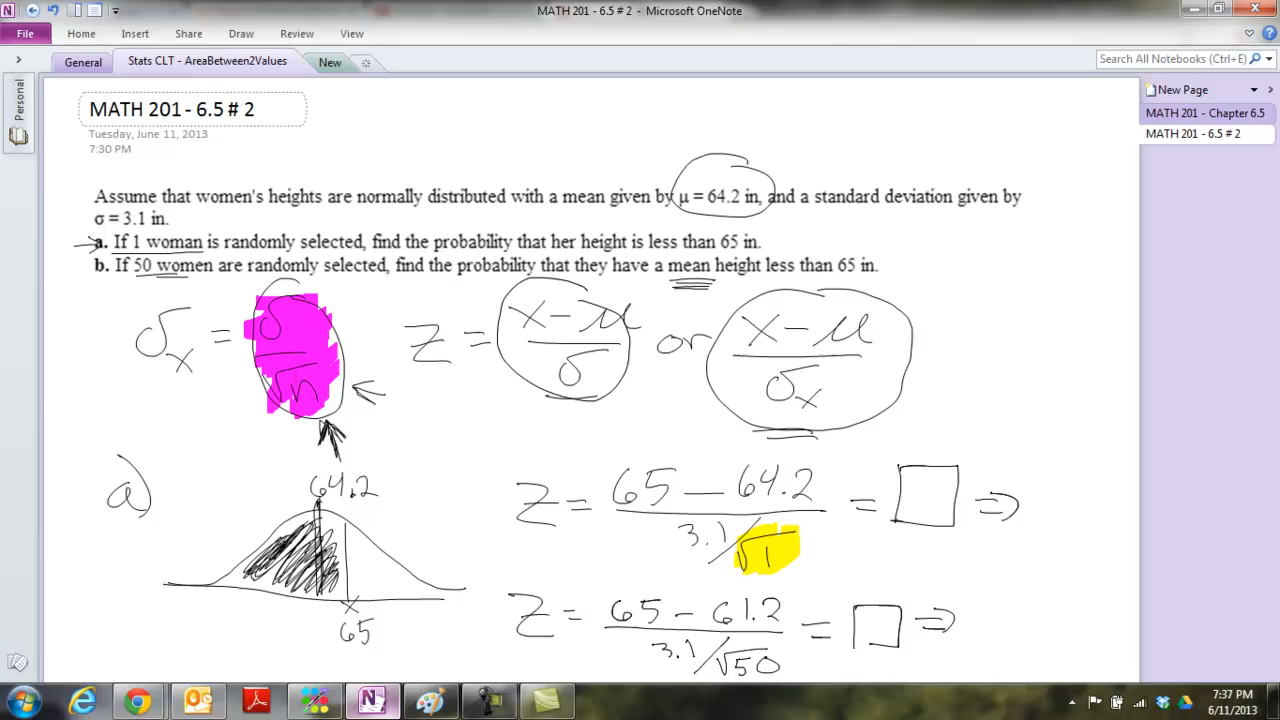 MATH 201 - 6.5 # 2 - Microsoft OneNote
File Home Insert Share Draw Review View
General Stats CLT - AreaBetween2Values New Search All Notebooks (Ctrl+E)
Personal
New Page
MATH 201 - Chapter 6.5
MATH 201 - 6.5 # 2
MATH 201 - 6.5 # 2
Tuesday, June 11, 2013
7:30 PM
Assume that women's heights are normally distributed with a mean given by μ = 64.2 in, and a standard deviation given by
σ = 3.1 in.
a. If 1 woman is randomly selected, find the probability that her height is less than 65 in.
b. If 50 women are randomly selected, find the probability that they have a mean height less than 65 in.
σx = σ/√n z = x-μ/σ or x-μ/σx
a) 64.2 65
z = 65 - 64.2 / 3.1/√1 = □ ⇒
z = 65 - 61.2 / 3.1/√50 = □ ⇒
7:37 PM
6/11/2013